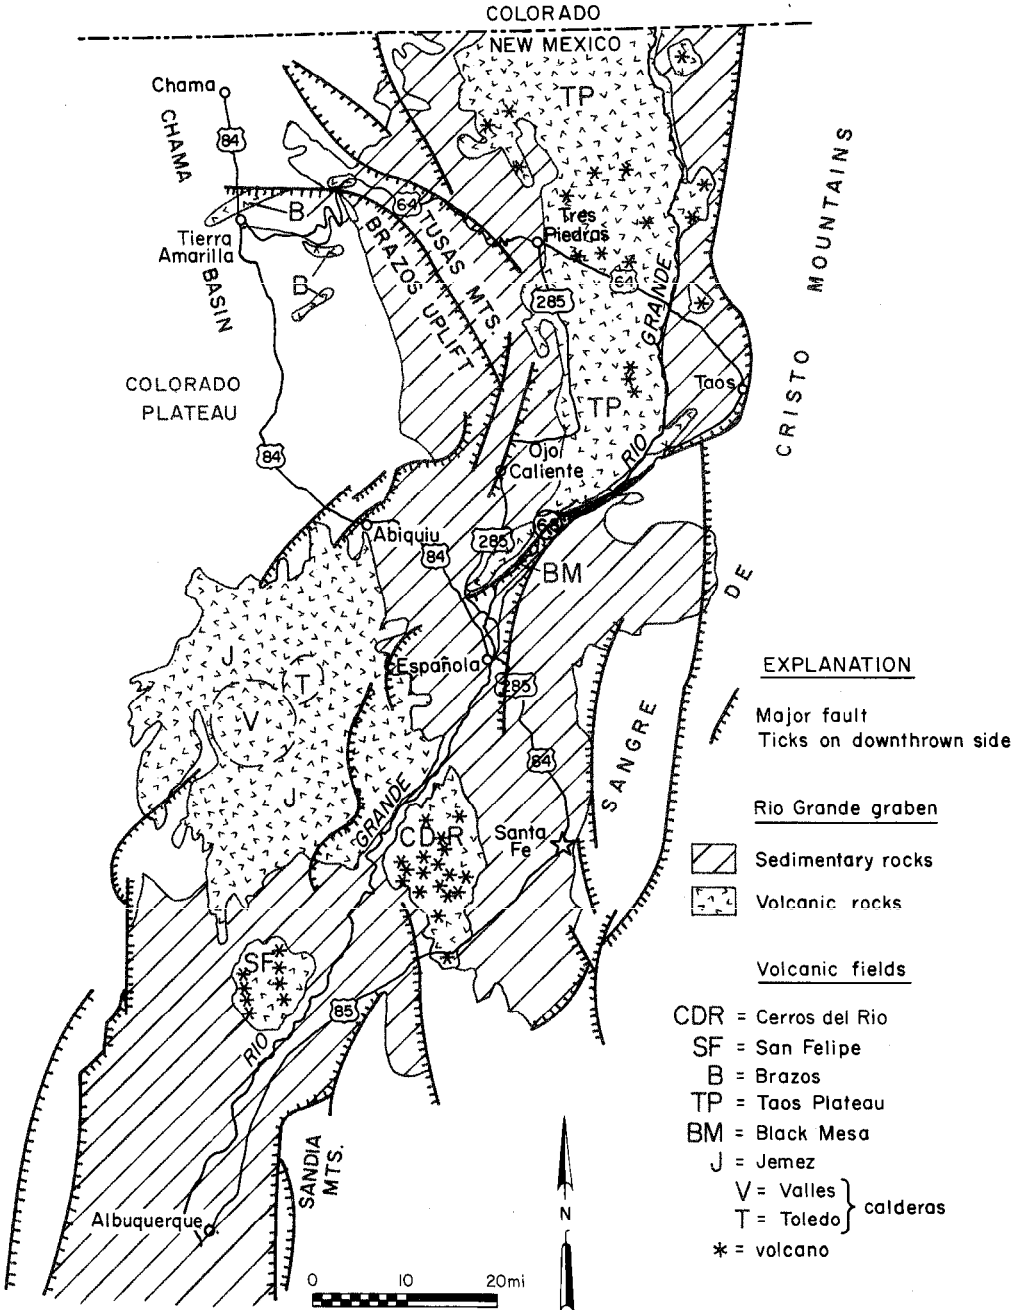 COLORADO
NEW MEXICO
Chama
CHAMA
84
TP
B
64
Tierra
Amarilla
BASIN
B
BRAZOS UPLIFT
TUSAS MTS.
Tres
Piedras
64
285
GRANDE
Taos
TP
COLORADO
PLATEAU
84
Ojo
Caliente
RIO
Abiquiu
84
285
BM
MOUNTAINS
CRISTO
DE
SANGRE
J
T
V
J
Española
285
84
GRANDE
CDR
Santa
Fe
SF
RIO
85
SANDIA
MTS.
Albuquerque
EXPLANATION
Major fault
Ticks on downthrown side
Rio Grande graben
Sedimentary rocks
Volcanic rocks
Volcanic fields
CDR = Cerros del Rio
SF = San Felipe
B = Brazos
TP = Taos Plateau
BM = Black Mesa
J = Jemez
V = Valles
T = Toledo
calderas
* = volcano
N
0 10 20mi